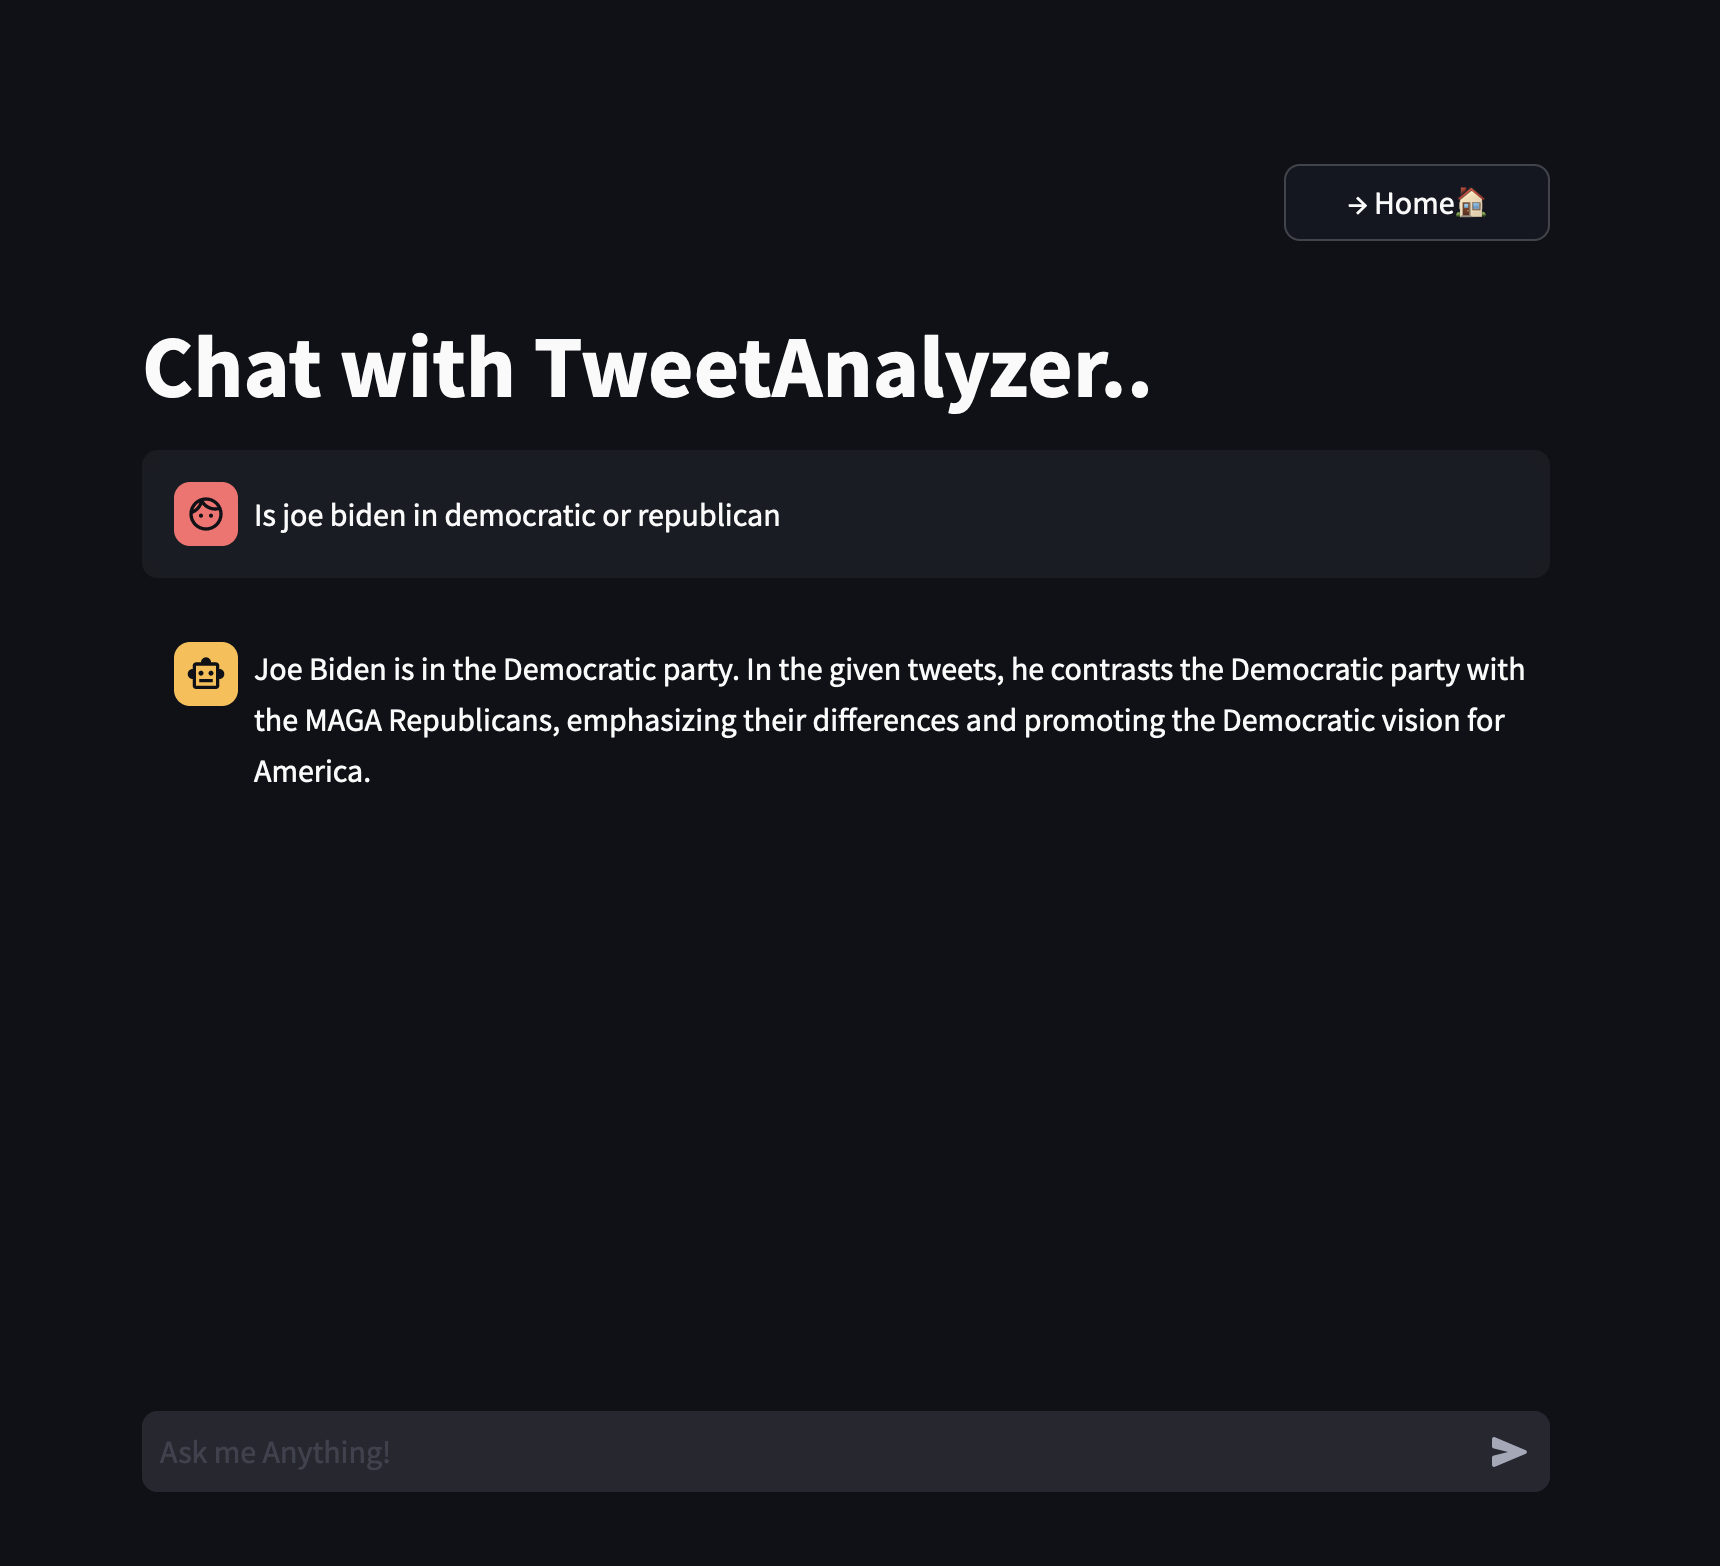 → Home🏠
Chat with TweetAnalyzer..
Is joe biden in democratic or republican
Joe Biden is in the Democratic party. In the given tweets, he contrasts the Democratic party with
the MAGA Republicans, emphasizing their differences and promoting the Democratic vision for
America.
Ask me Anything!